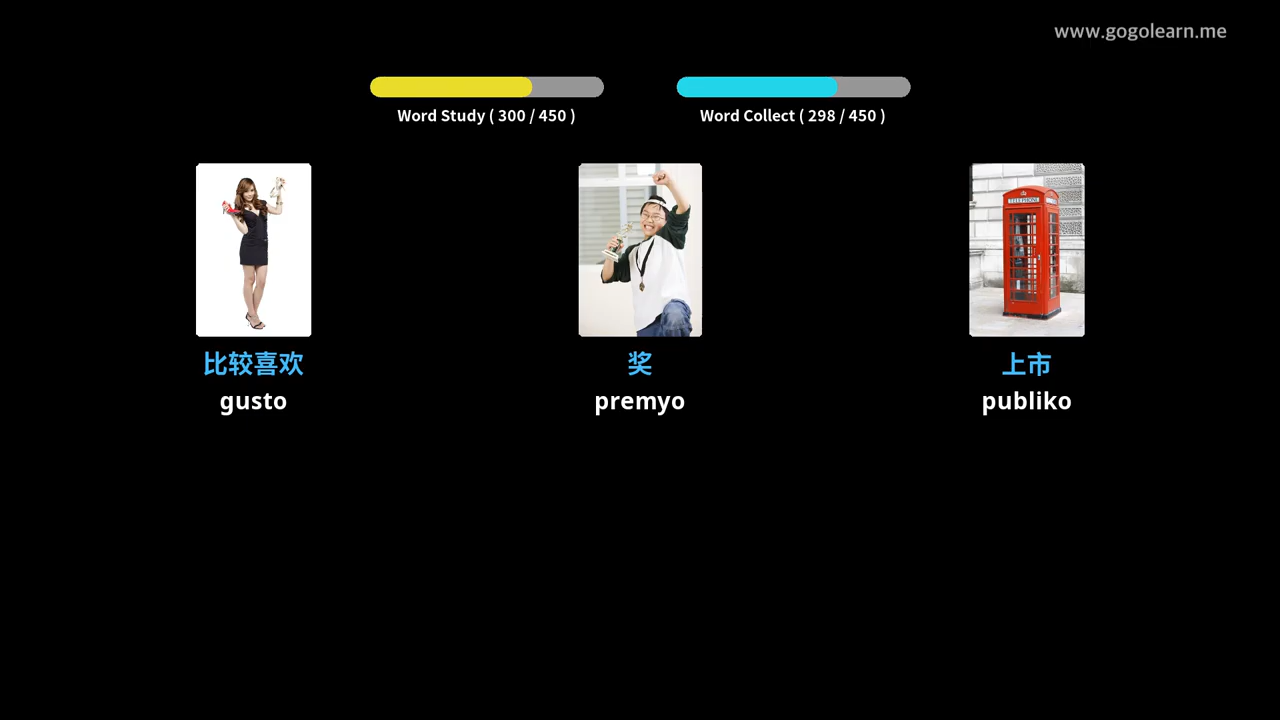 www.gogolearn.me
Word Study ( 300 / 450 )
Word Collect ( 298 / 450 )
TELEPHONE
比较喜欢
奖
上市
gusto
premyo
publiko